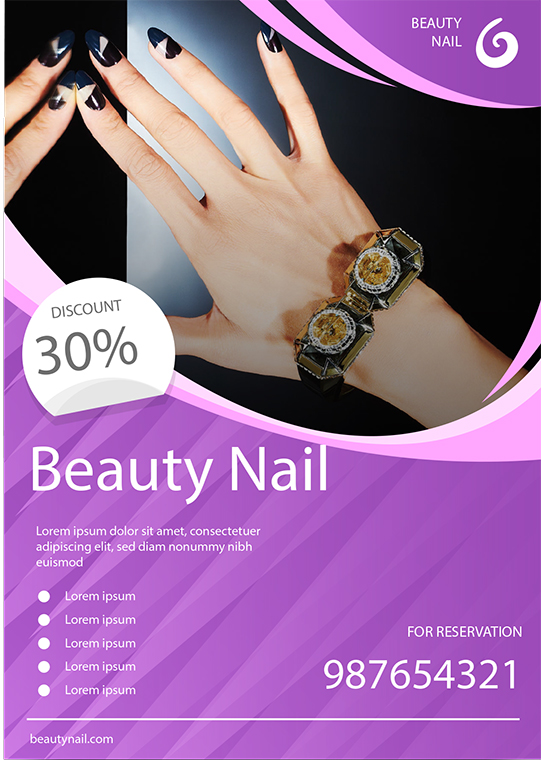 BEAUTY
NAIL
DISCOUNT
30%
Beauty Nail
Lorem ipsum dolor sit amet, consectetuer
adipiscing elit, sed diam nonummy nibh
euismod
Lorem ipsum
Lorem ipsum
Lorem ipsum
Lorem ipsum
Lorem ipsum
FOR RESERVATION
987654321
beautynail.com